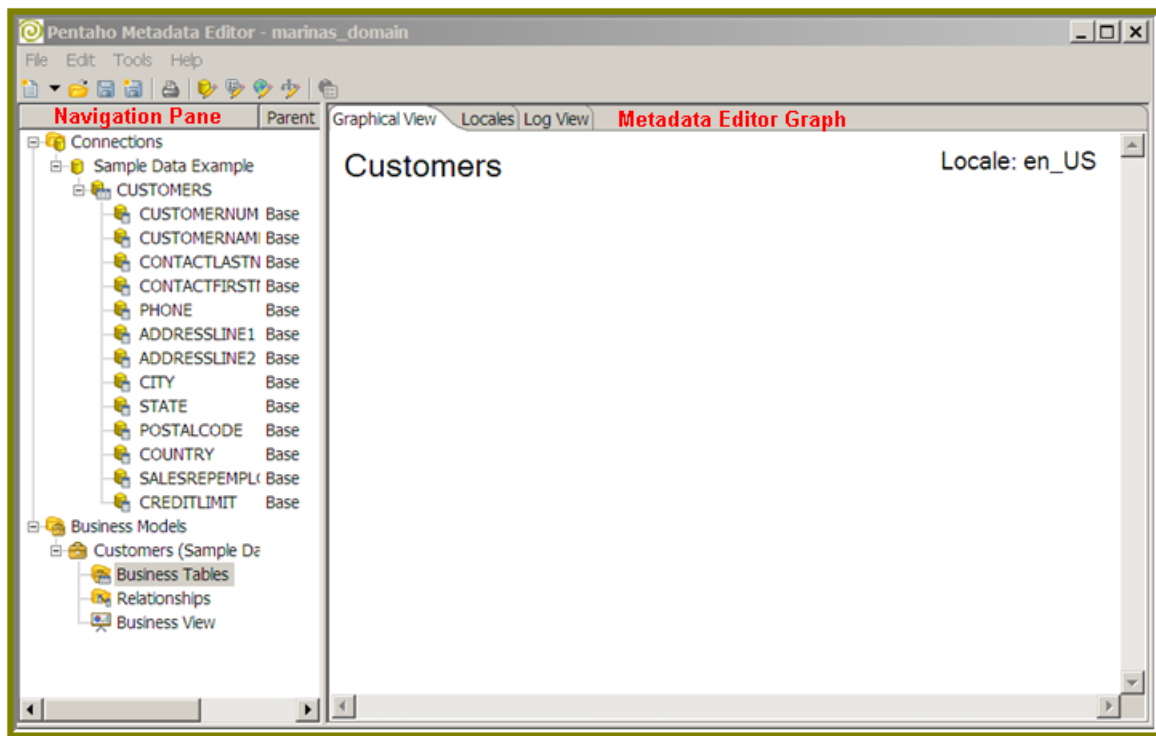 Pentaho Metadata Editor - marinas_domain
File Edit Tools Help
Navigation Pane Parent
Graphical View Locales Log View Metadata Editor Graph
Connections
Sample Data Example
CUSTOMERS
CUSTOMERNUM Base
CUSTOMERNAM Base
CONTACTLASTN Base
CONTACTFIRST Base
PHONE Base
ADDRESSLINE1 Base
ADDRESSLINE2 Base
CITY Base
STATE Base
POSTALCODE Base
COUNTRY Base
SALESREPEMPL Base
CREDITLIMIT Base
Business Models
Customers (Sample Da
Business Tables
Relationships
Business View
Customers
Locale: en_US